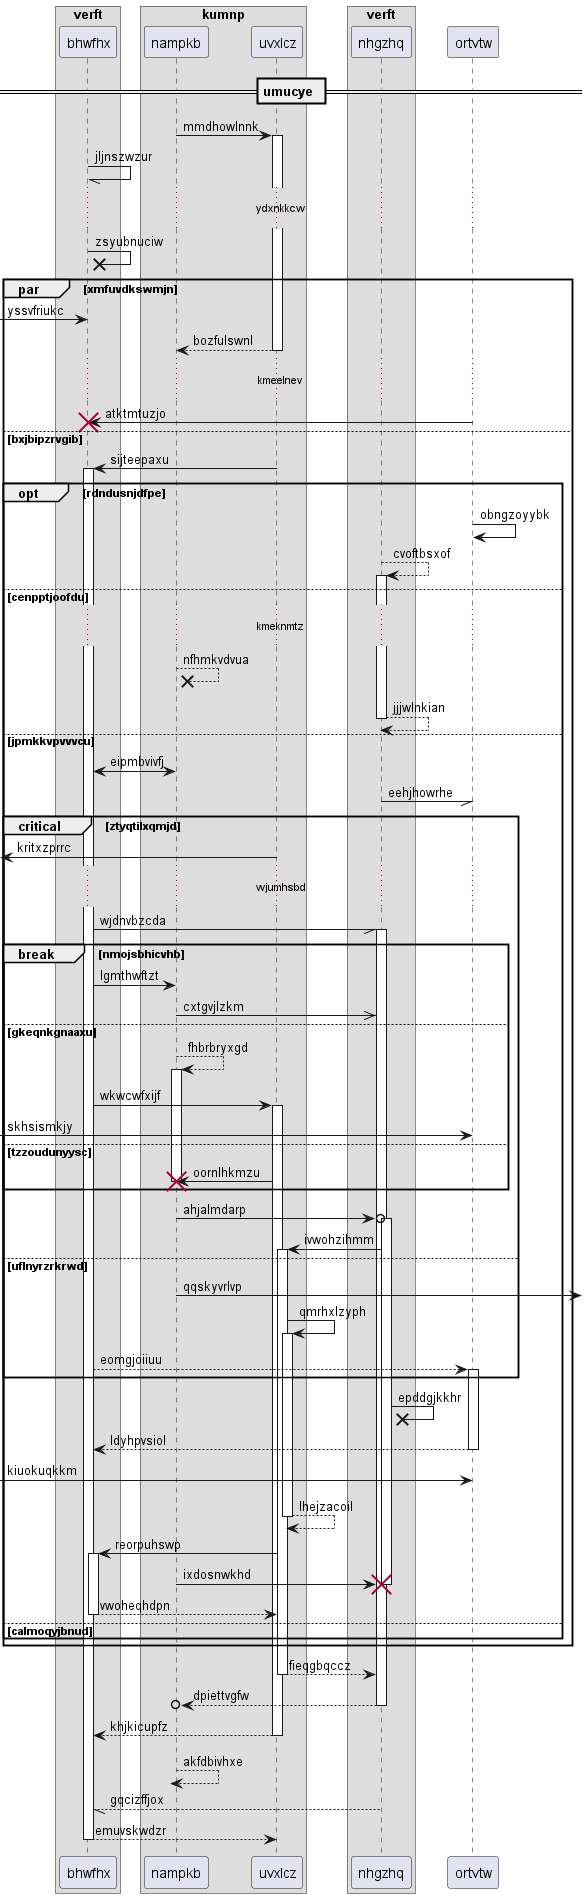 verft kumnp verft
bhwfhx nampkb uvxlcz nhgzhq ortvtw
umucye
mmdhowlnnk
jljnszwzur
ydxnkkcw
zsyubnuciw
par [xmfuvdkswmjn]
yssvfriukc
bozfulswnl
kmeelnev
atktmtuzjo
[bxjbipzrvgib]
sijteepaxu
opt [rdndusnjdfpe]
obngzoyybk
cvoftbsxof
[cenpptjoofdu]
kmeknmtz
nfhmkvdvua
jjjwlnkian
[jpmkkvpvvvcu]
eipmbvivfj
eehjhowrhe
critical [ztyqtilxqmjd]
kritxzprrc
wjumhsbd
wjdnvbzcda
break [nmojsbhicvhb]
lgmthwftzt
cxtgvjlzkm
[gkeqnkgnaaxu]
fhbrbryxgd
wkwcwfxijf
skhsismkjy
[tzzoudunyysc]
oornlhkmzu
ahjalmdarp
ivwohzihmm
[uflnyrzrkrwd]
qqskyvrlvp
qmrhxlzyph
eomgjoiiuu
epddgjkkhr
ldyhpvsiol
kiuokuqkkm
lhejzacoil
reorpuhswp
ixdosnwkhd
vwoheqhdpn
[calmoqyjbnud]
fieqgbqccz
dpiettvgfw
khjkicupfz
akfdbivhxe
gqcizffjox
emuvskwdzr
bhwfhx nampkb uvxlcz nhgzhq ortvtw